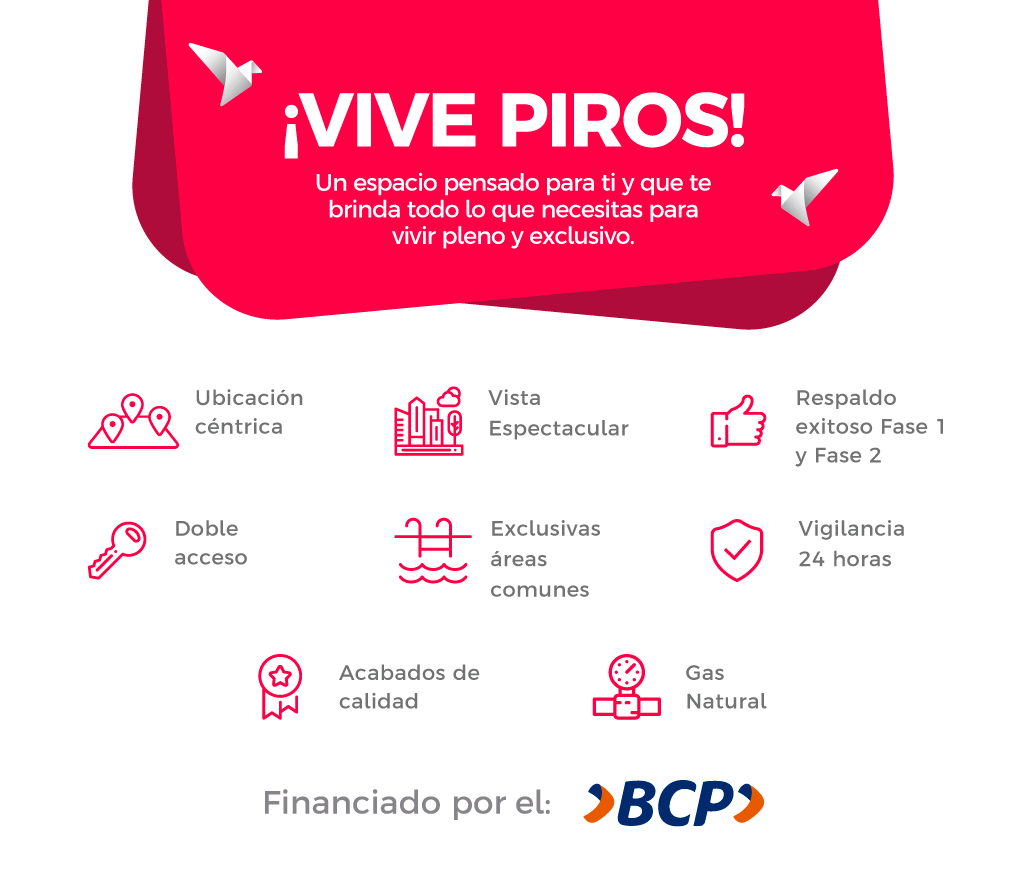 ¡VIVE PIROS!
Un espacio pensado para ti y que te
brinda todo lo que necesitas para
vivir pleno y exclusivo.
Ubicación
céntrica
Vista
Espectacular
Respaldo
exitoso Fase 1
y Fase 2
Doble
acceso
Exclusivas
áreas
comunes
Vigilancia
24 horas
Acabados de
calidad
Gas
Natural
Financiado por el:
BCP